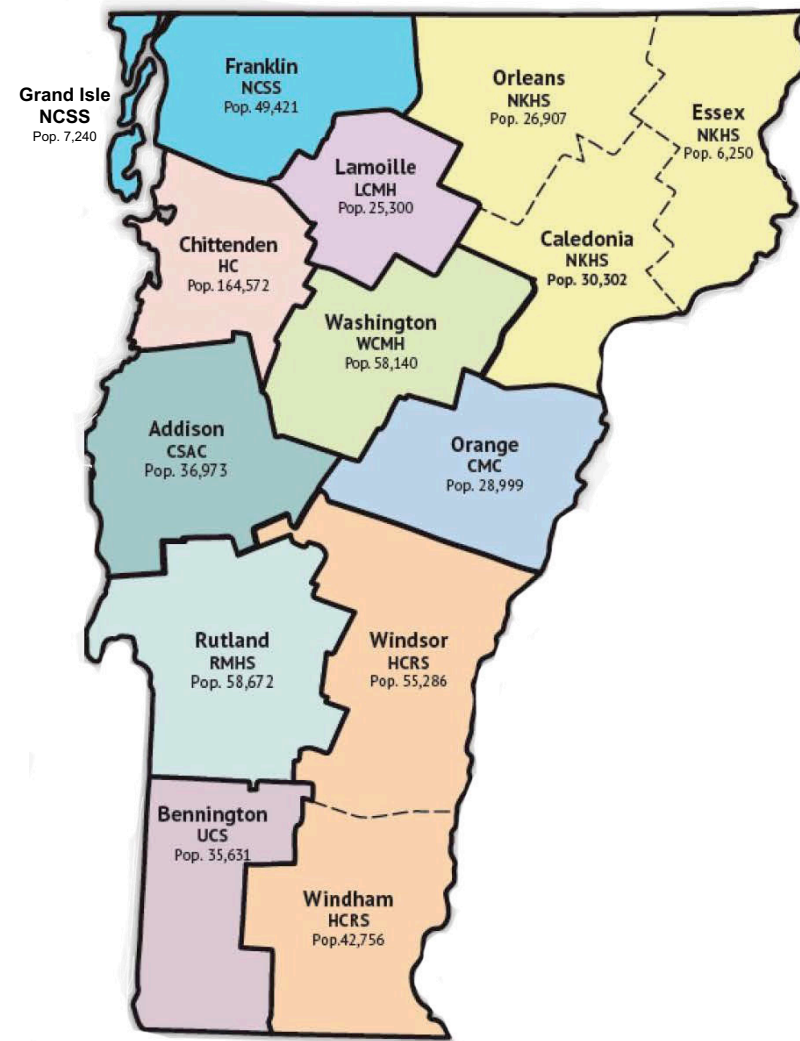 Franklin
NCSS
Pop. 49,421
Grand Isle
NCSS
Pop. 7,240
Orleans
NKHS
Pop. 26,907
Essex
NKHS
Pop. 6,250
Lamoille
LCMH
Pop. 25,300
Chittenden
HC
Pop. 164,572
Caledonia
NKHS
Pop. 30,302
Washington
WCMH
Pop. 58,140
Addison
CSAC
Pop. 36,973
Orange
CMC
Pop. 28,999
Rutland
RMHS
Pop. 58,672
Windsor
HCRS
Pop. 55,286
Bennington
UCS
Pop. 35,631
Windham
HCRS
Pop.42,756